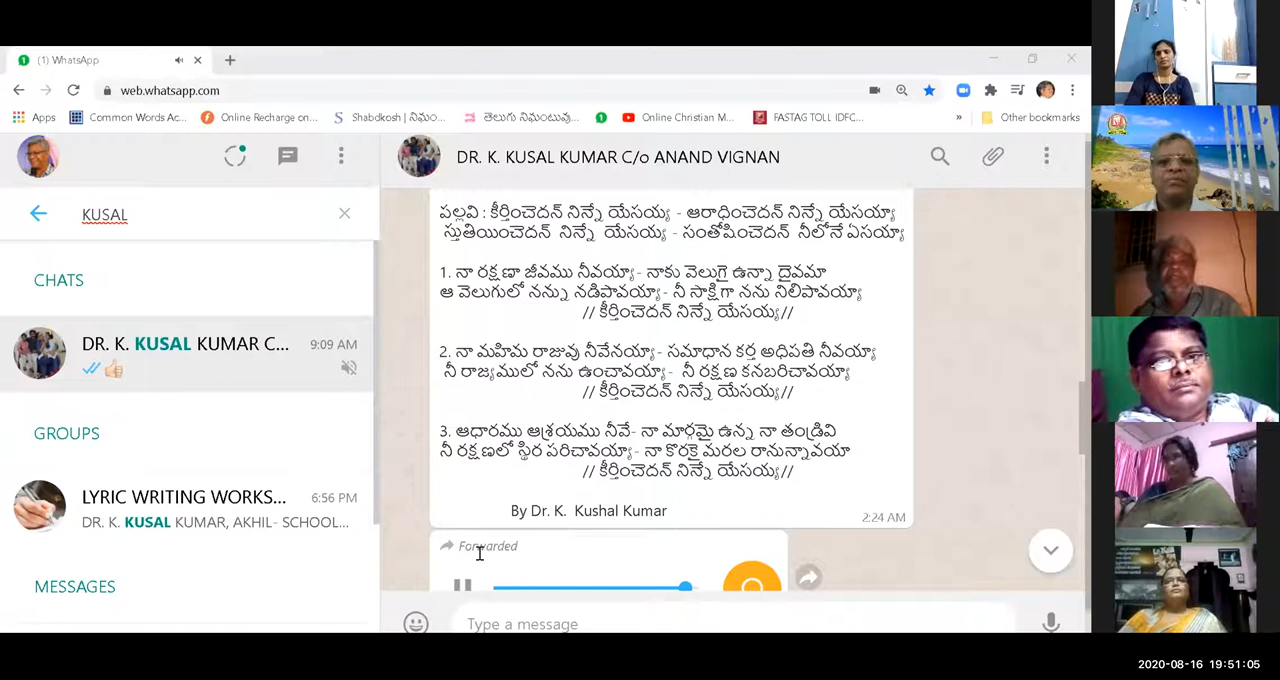 (1) WhatsApp
web.whatsapp.com
Apps Common Words Ac... Online Recharge on... Shabdkosh | నిఘం... తెలుగు నిఘంటువు... Online Christian M... FASTAG TOLL IDFC... » Other bookmarks
KUSAL
CHATS
DR. K. KUSAL KUMAR C... 9:09 AM
GROUPS
LYRIC WRITING WORKS... 6:56 PM
DR. K. KUSAL KUMAR, AKHIL- SCHOOL...
MESSAGES
DR. K. KUSAL KUMAR C/o ANAND VIGNAN
పల్లవి : కీర్తించెదన్ నిన్నే యేసయ్య - ఆరాధించెదన్ నిన్నే యేసయ్యా
స్తుతియించెదన్ నిన్నే యేసయ్య - సంతోషించెదన్ నీలోనే ఏసయ్యా
1. నా రక్షణా జీవము నీవయ్యా- నాకు వెలుగై ఉన్నా దైవమా
ఆ వెలుగులో నన్ను నడిపావయ్యా- నీ సాక్షిగా నను నిలిపావయ్యా
// కీర్తించెదన్ నిన్నే యేసయ్య//
2. నా మహిమ రాజువు నీవేనయ్యా- సమాధాన కర్త అధిపతి నీవయ్యా
నీ రాజ్యములో నను ఉంచావయ్యా- నీ రక్షణ కనబరిచావయ్యా
// కీర్తించెదన్ నిన్నే యేసయ్య//
3. ఆధారము ఆశ్రయము నీవే- నా మార్గమై ఉన్న నా తండ్రివి
నీ రక్షణలో స్థిర పరిచావయ్యా- నా కొరకై మరల రానున్నావయా
// కీర్తించెదన్ నిన్నే యేసయ్య//
By Dr. K. Kushal Kumar
2:24 AM
Forwarded
Type a message
2020-08-16 19:51:05